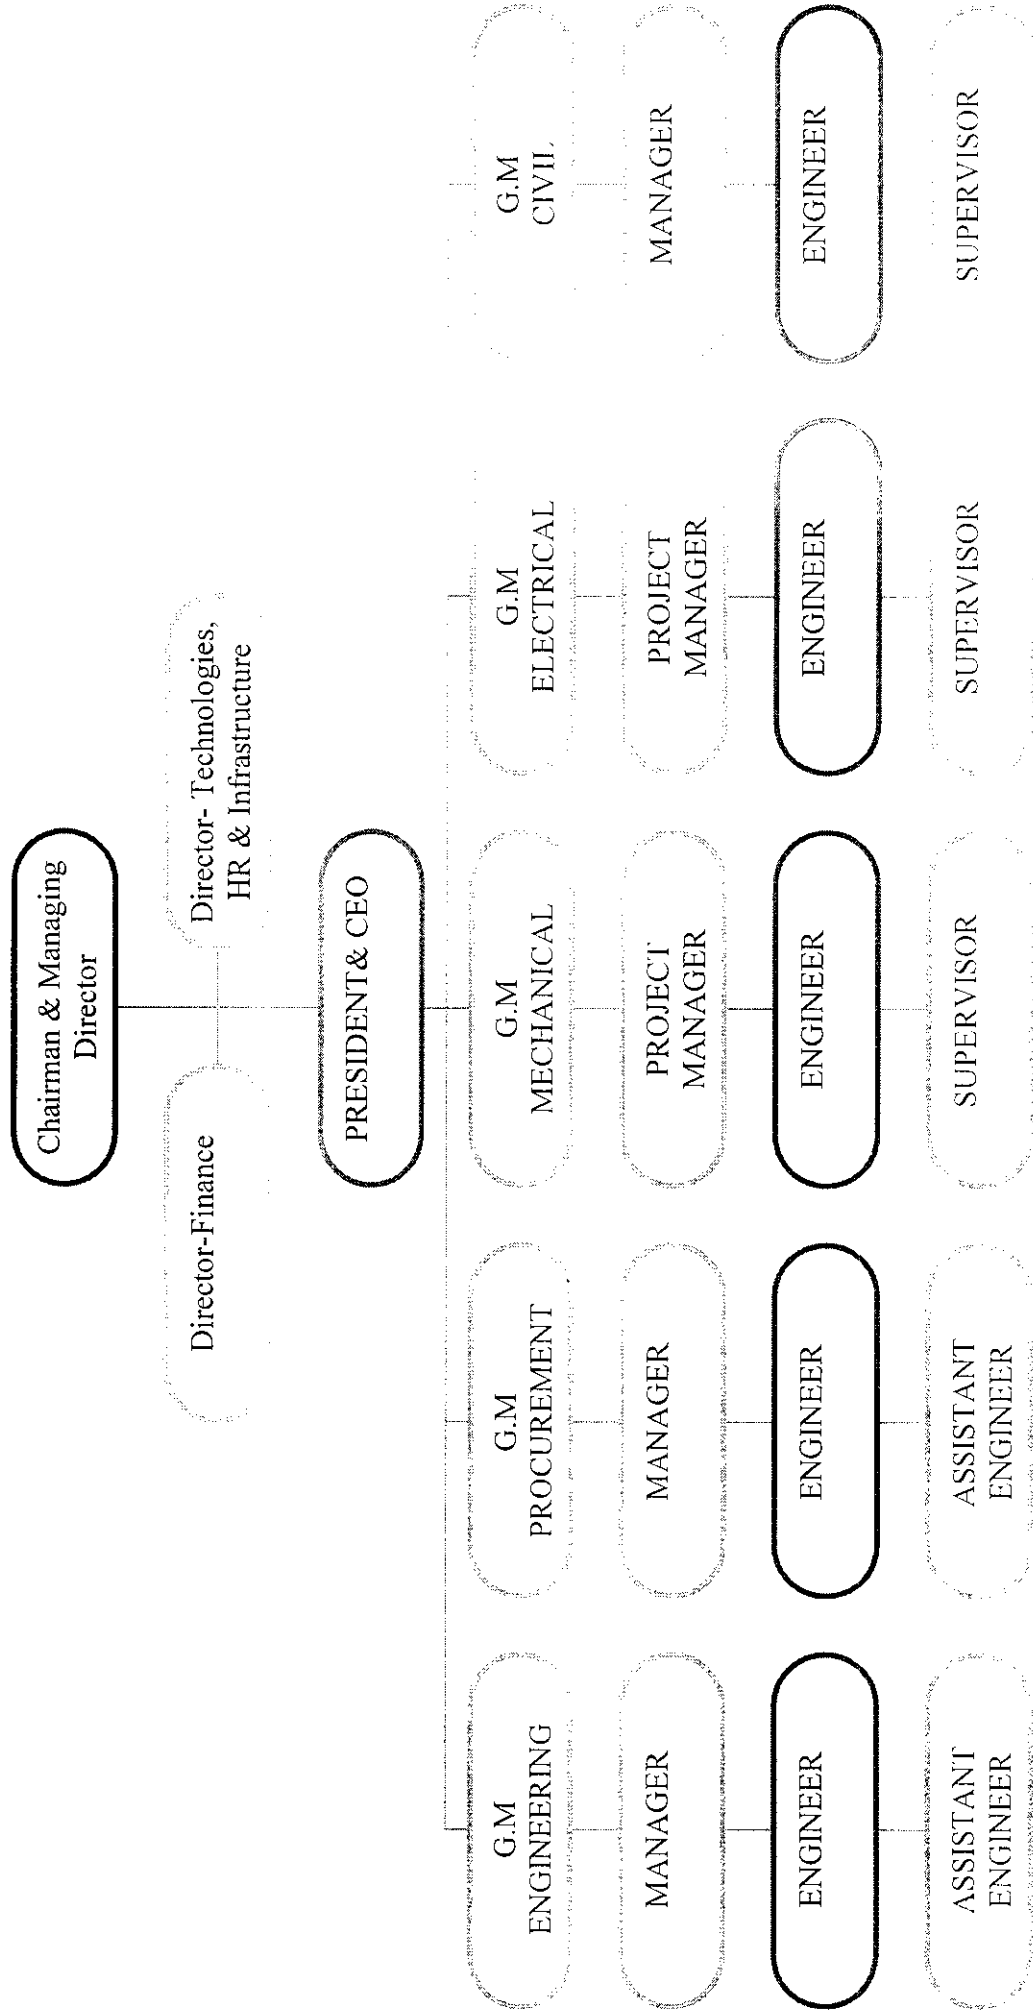 Chairman & Managing
Director
Director-Finance
Director- Technologies,
HR & Infrastructure
PRESIDENT& CEO
G.M
ENGINEERING
G.M
PROCUREMENT
G.M
MECHANICAL
G.M
ELECTRICAL
G.M
CIVIL
MANAGER
MANAGER
PROJECT
MANAGER
PROJECT
MANAGER
MANAGER
ENGINEER
ENGINEER
ENGINEER
ENGINEER
ENGINEER
ASSISTANT
ENGINEER
ASSISTANT
ENGINEER
SUPERVISOR
SUPERVISOR
SUPERVISOR